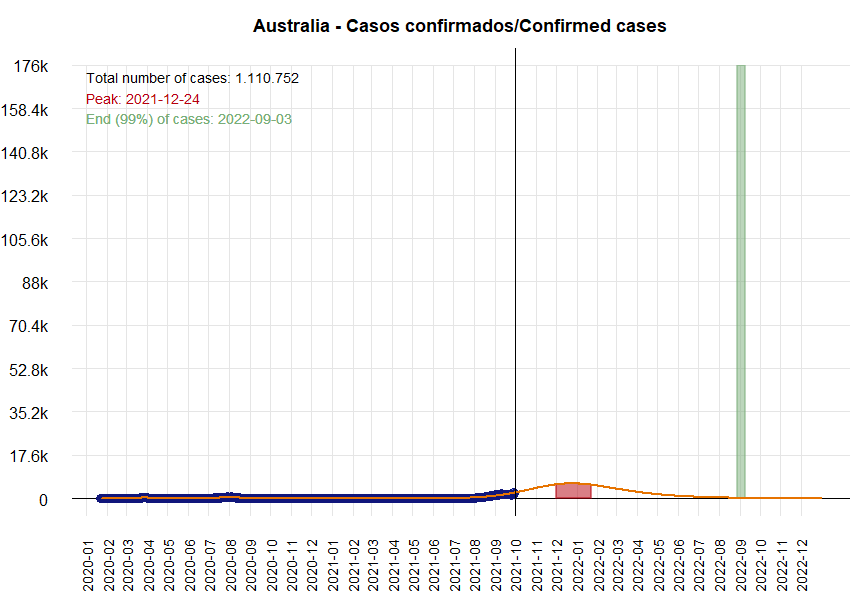 Australia - Casos confirmados/Confirmed cases
176k
158.4k
140.8k
123.2k
105.6k
88k
70.4k
52.8k
35.2k
17.6k
0
Total number of cases: 1.110.752
Peak: 2021-12-24
End (99%) of cases: 2022-09-03
2020-01
2020-02
2020-03
2020-04
2020-05
2020-06
2020-07
2020-08
2020-09
2020-10
2020-11
2020-12
2021-01
2021-02
2021-03
2021-04
2021-05
2021-06
2021-07
2021-08
2021-09
2021-10
2021-11
2021-12
2022-01
2022-02
2022-03
2022-04
2022-05
2022-06
2022-07
2022-08
2022-09
2022-10
2022-11
2022-12